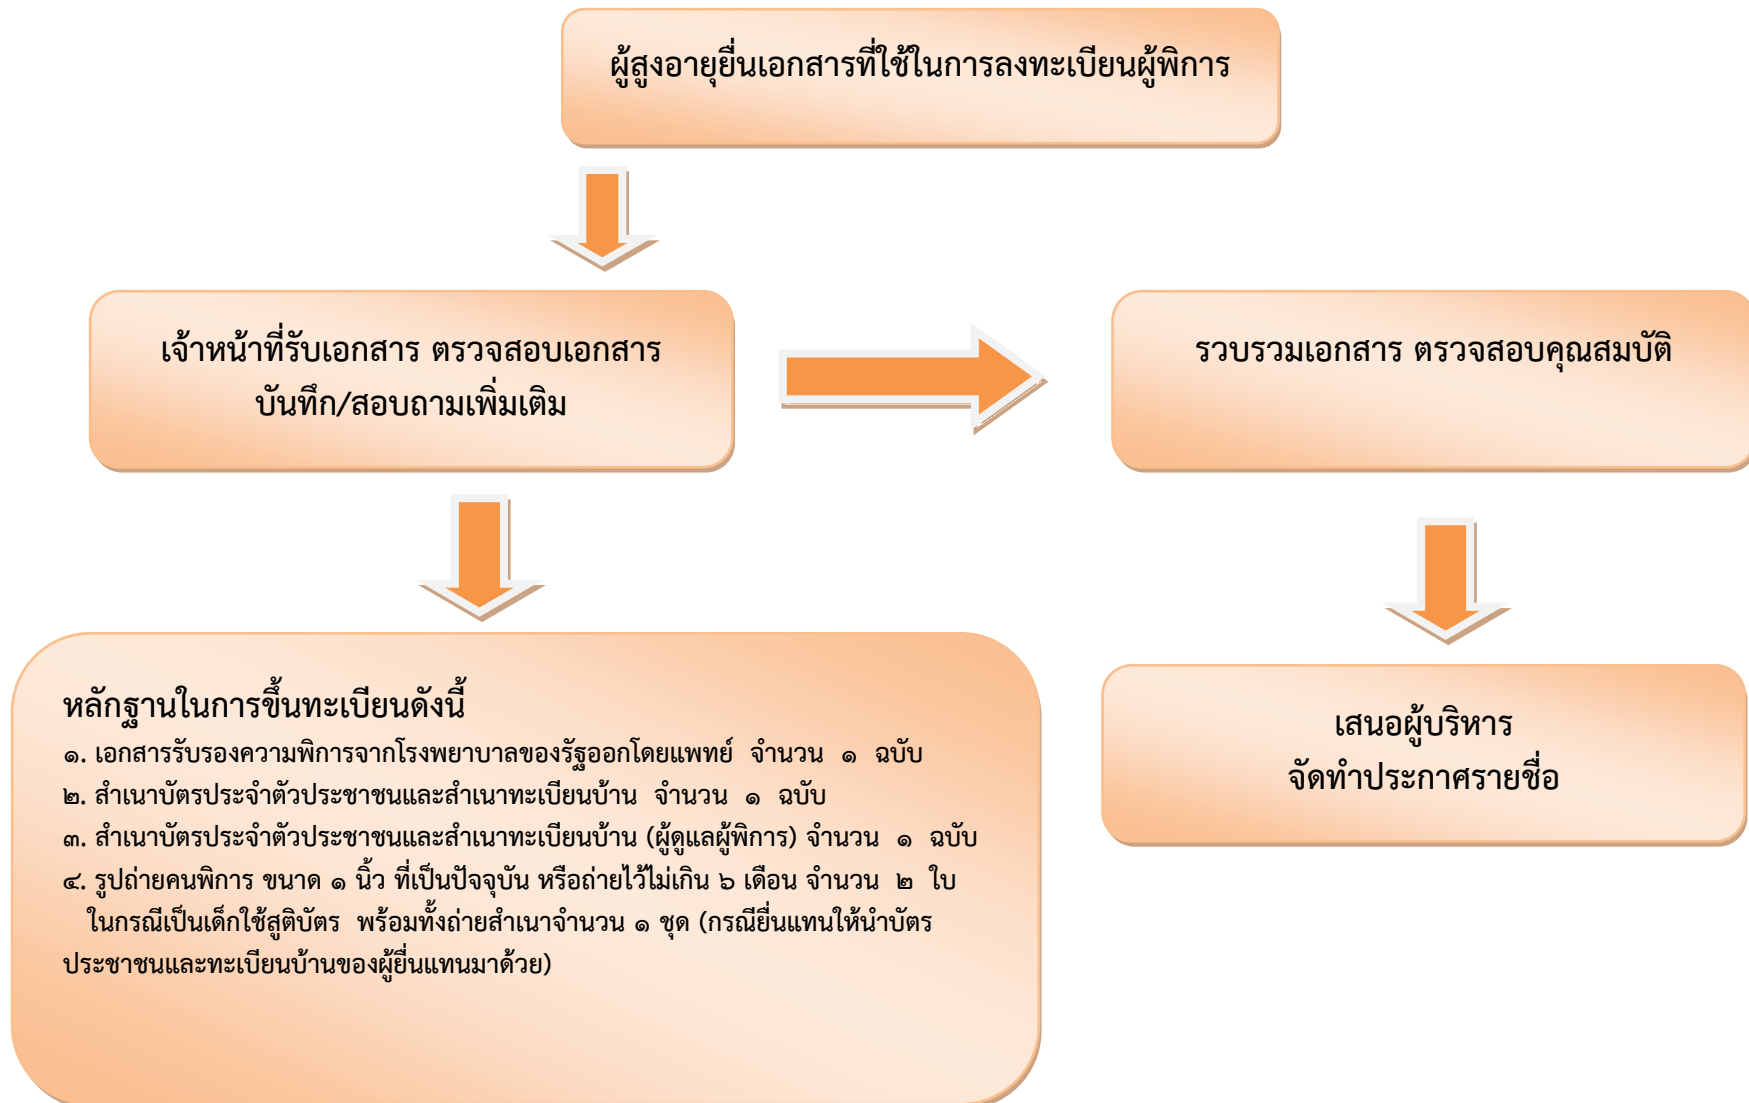 ผู้สูงอายุยื่นเอกสารที่ใช้ในการลงทะเบียนผู้พิการ
เจ้าหน้าที่รับเอกสาร ตรวจสอบเอกสาร
บันทึก/สอบถามเพิ่มเติม
รวบรวมเอกสาร ตรวจสอบคุณสมบัติ
หลักฐานในการขึ้นทะเบียนดังนี้
๑. เอกสารรับรองความพิการจากโรงพยาบาลของรัฐออกโดยแพทย์ จำนวน ๑ ฉบับ
๒. สำเนาบัตรประจำตัวประชาชนและสำเนาทะเบียนบ้าน จำนวน ๑ ฉบับ
๓. สำเนาบัตรประจำตัวประชาชนและสำเนาทะเบียนบ้าน (ผู้ดูแลผู้พิการ) จำนวน ๑ ฉบับ
๔. รูปถ่ายคนพิการ ขนาด ๑ นิ้ว ที่เป็นปัจจุบัน หรือถ่ายไว้ไม่เกิน ๖ เดือน จำนวน ๒ ใบ
ในกรณีเป็นเด็กใช้สูติบัตร พร้อมทั้งถ่ายสำเนาจำนวน ๑ ชุด (กรณียื่นแทนให้นำบัตร
ประชาชนและทะเบียนบ้านของผู้ยื่นแทนมาด้วย)
เสนอผู้บริหาร
จัดทำประกาศรายชื่อ